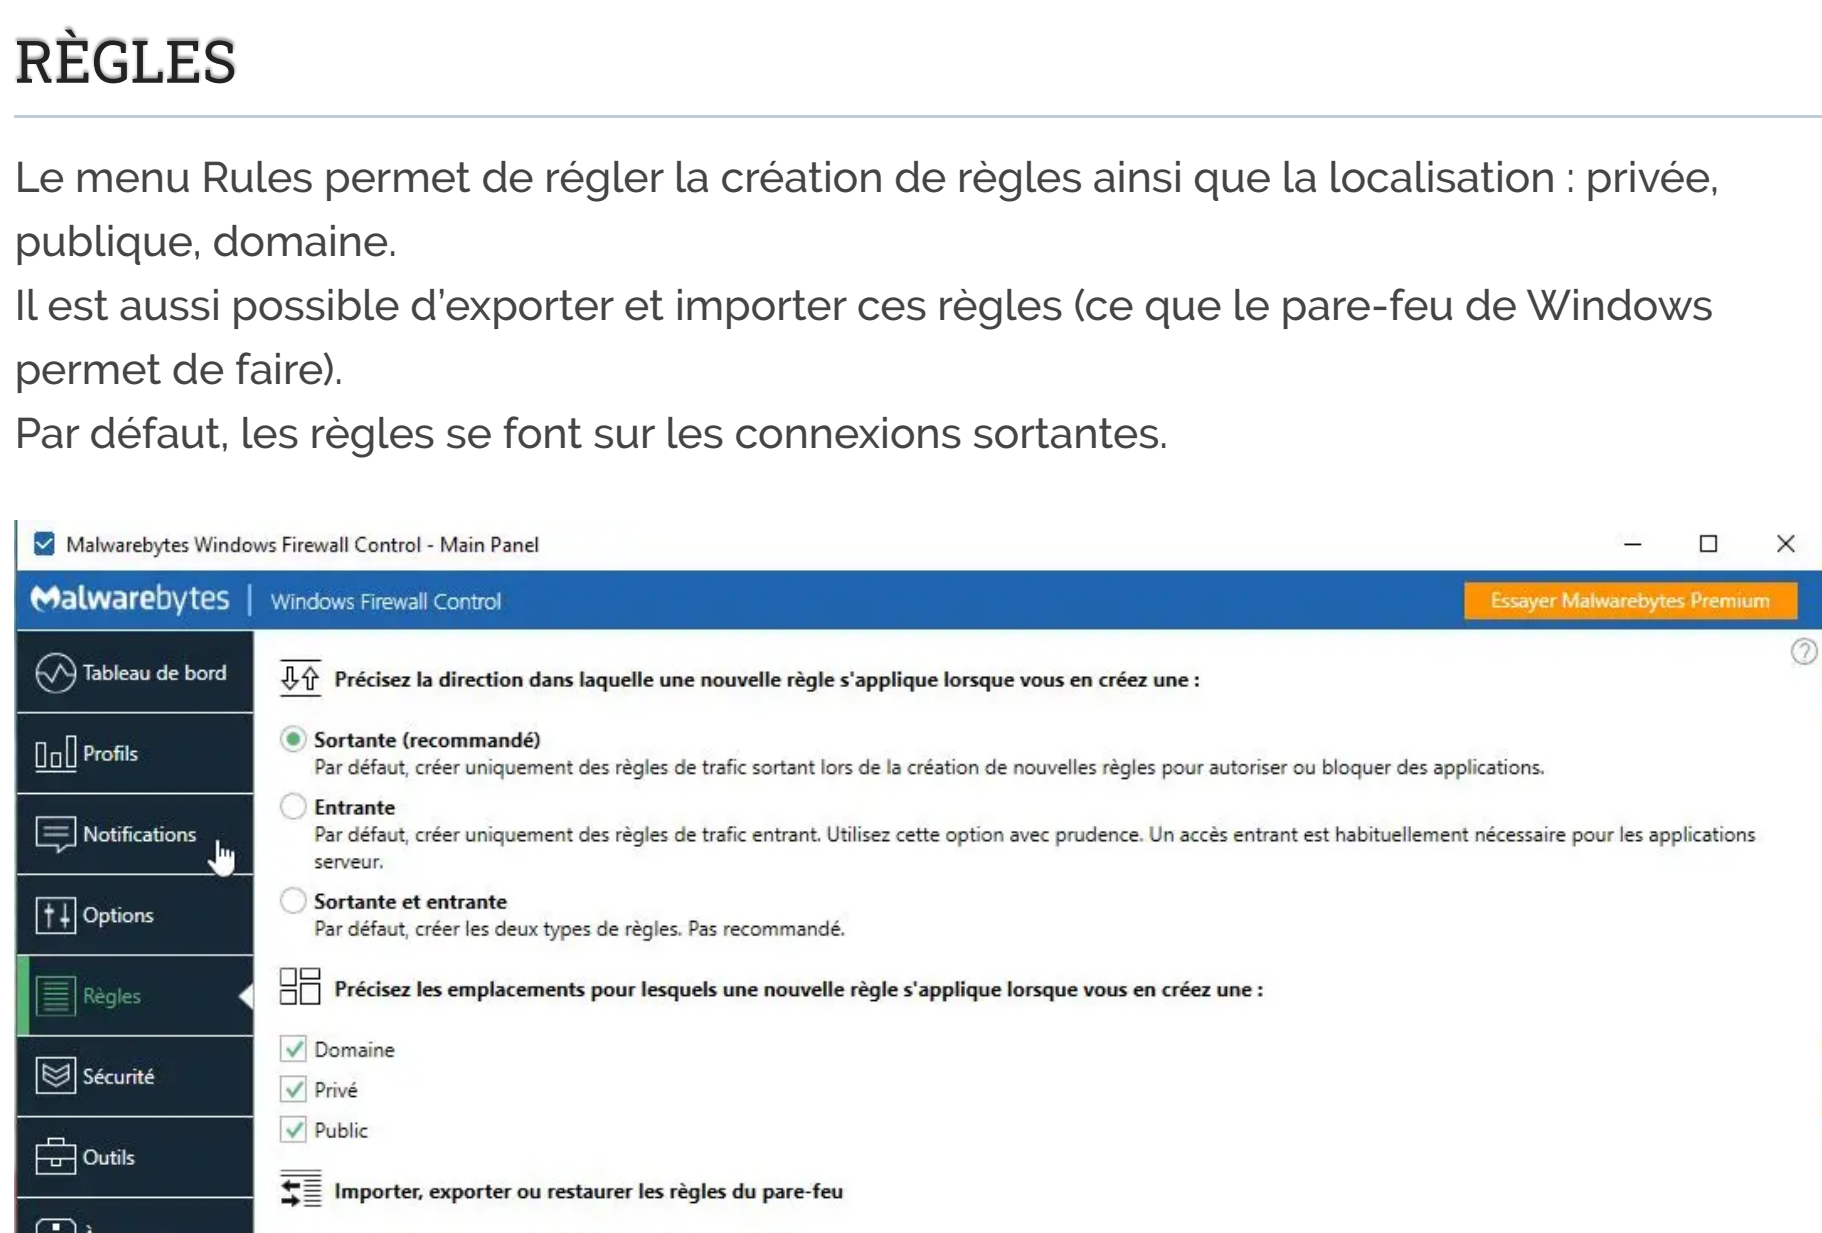 RÈGLES
Le menu Rules permet de régler la création de règles ainsi que la localisation : privée,
publique, domaine.
Il est aussi possible d’exporter et importer ces règles (ce que le pare-feu de Windows
permet de faire).
Par défaut, les règles se font sur les connexions sortantes.
Malwarebytes Windows Firewall Control - Main Panel
Malwarebytes | Windows Firewall Control
Essayer Malwarebytes Premium
Tableau de bord
Profils
Notifications
Options
Règles
Sécurité
Outils
Précisez la direction dans laquelle une nouvelle règle s'applique lorsque vous en créez une :
Sortante (recommandé)
Par défaut, créer uniquement des règles de trafic sortant lors de la création de nouvelles règles pour autoriser ou bloquer des applications.
Entrante
Par défaut, créer uniquement des règles de trafic entrant. Utilisez cette option avec prudence. Un accès entrant est habituellement nécessaire pour les applications
serveur.
Sortante et entrante
Par défaut, créer les deux types de règles. Pas recommandé.
Précisez les emplacements pour lesquels une nouvelle règle s'applique lorsque vous en créez une :
Domaine
Privé
Public
Importer, exporter ou restaurer les règles du pare-feu